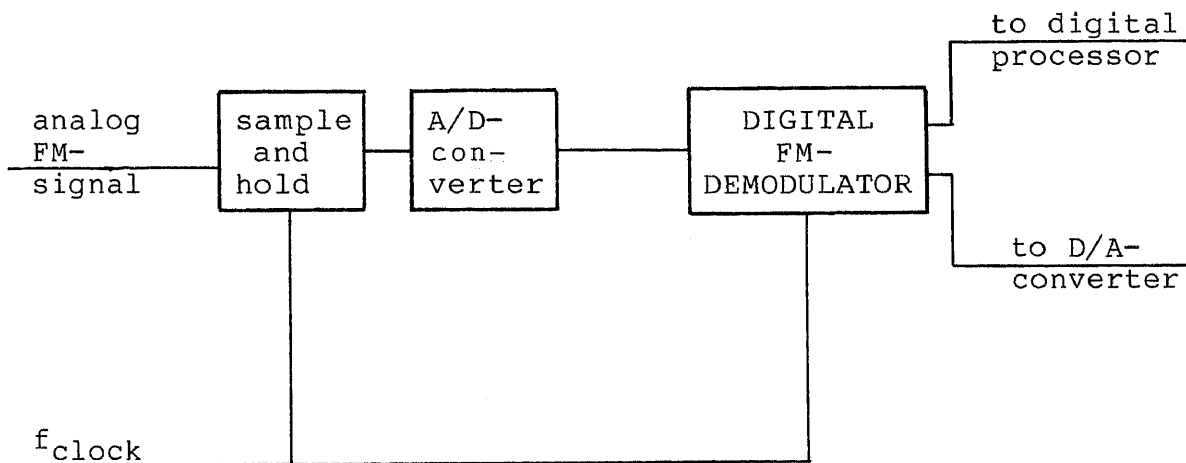 to digital
processor
analog
FM-
signal
sample
and
hold
A/D-
con-
verter
DIGITAL
FM-
DEMODULATOR
to D/A-
converter
fclock